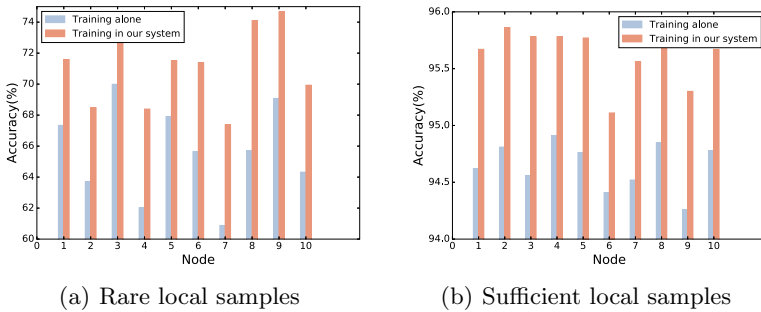 Training alone
Training in our system
Accuracy(%)
74
72
70
68
66
64
62
60
0 1 2 3 4 5 6 7 8 9 10
Node
(a) Rare local samples
Training alone
Training in our system
Accuracy(%)
96.0
95.5
95.0
94.5
94.0
0 1 2 3 4 5 6 7 8 9 10
Node
(b) Sufficient local samples